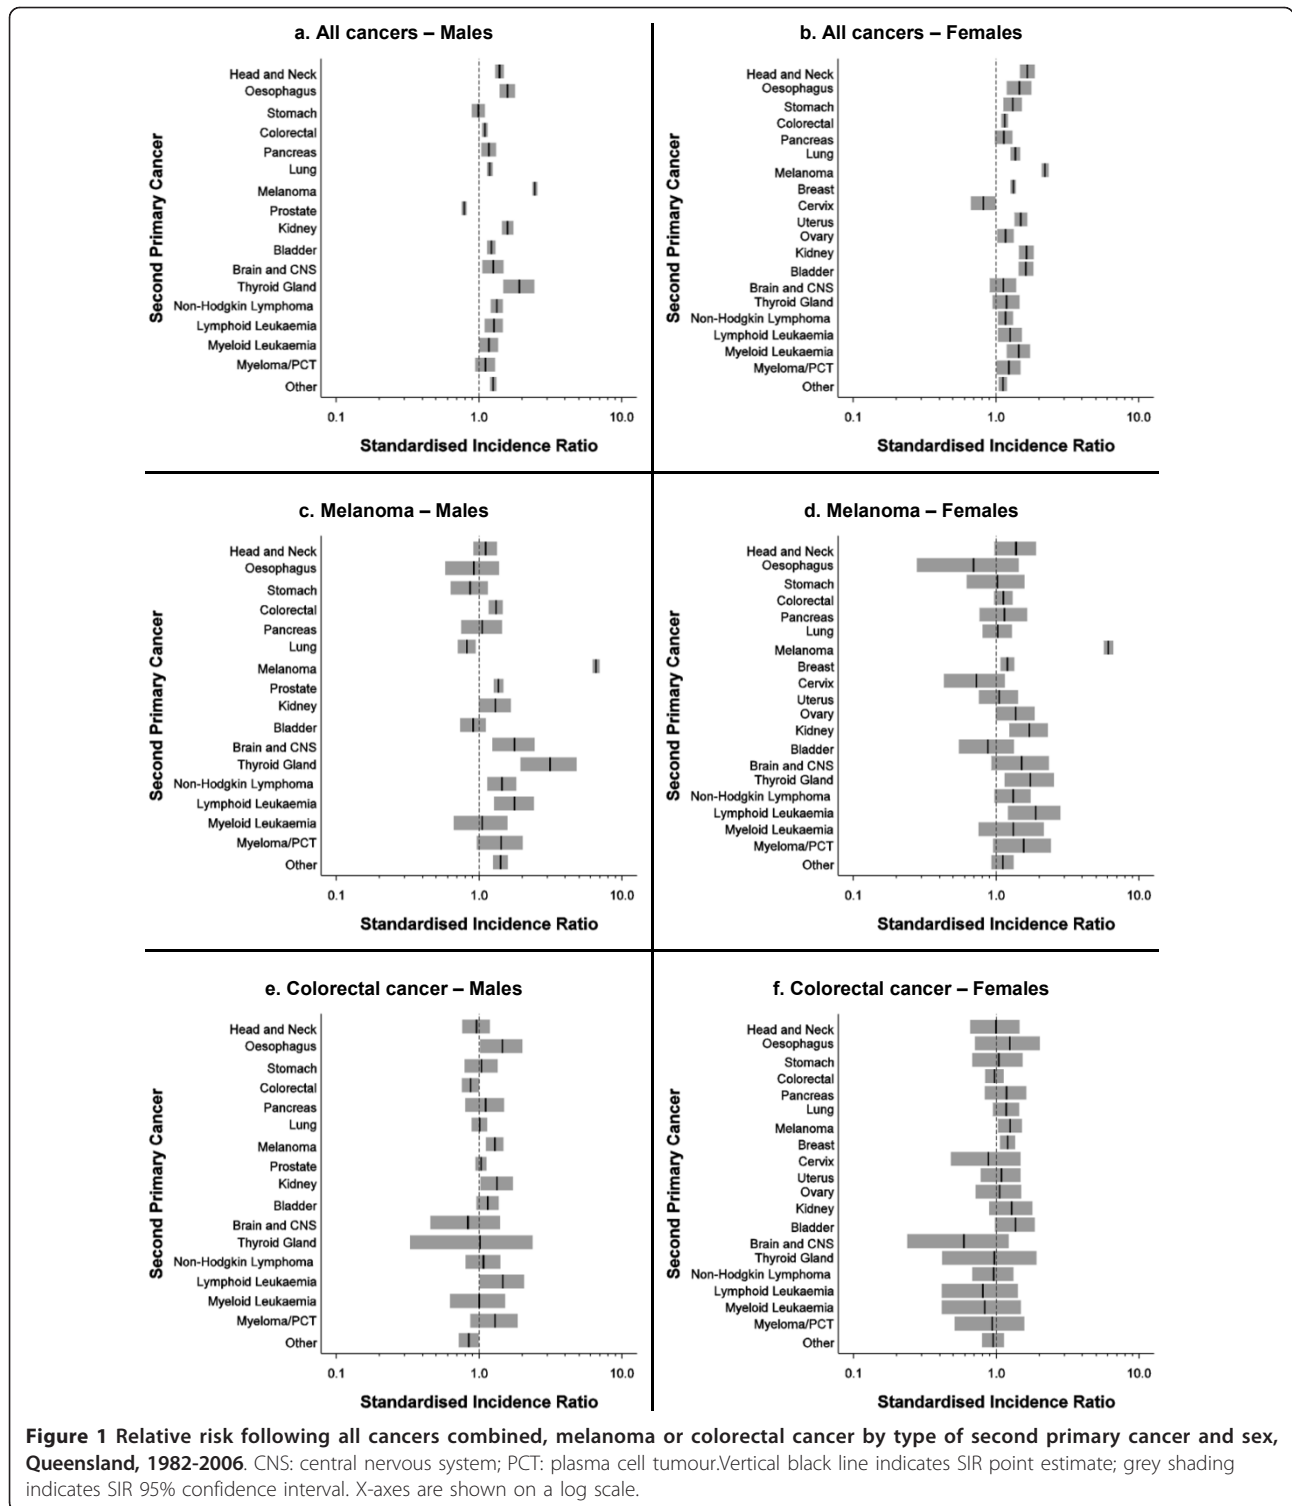 a. All cancers – Males
Second Primary Cancer
Head and Neck
Oesophagus
Stomach
Colorectal
Pancreas
Lung
Melanoma
Prostate
Kidney
Bladder
Brain and CNS
Thyroid Gland
Non-Hodgkin Lymphoma
Lymphoid Leukaemia
Myeloid Leukaemia
Myeloma/PCT
Other
0.1 1.0 10.0
Standardised Incidence Ratio
b. All cancers – Females
Second Primary Cancer
Head and Neck
Oesophagus
Stomach
Colorectal
Pancreas
Lung
Melanoma
Breast
Cervix
Uterus
Ovary
Kidney
Bladder
Brain and CNS
Thyroid Gland
Non-Hodgkin Lymphoma
Lymphoid Leukaemia
Myeloid Leukaemia
Myeloma/PCT
Other
0.1 1.0 10.0
Standardised Incidence Ratio
c. Melanoma – Males
Second Primary Cancer
Head and Neck
Oesophagus
Stomach
Colorectal
Pancreas
Lung
Melanoma
Prostate
Kidney
Bladder
Brain and CNS
Thyroid Gland
Non-Hodgkin Lymphoma
Lymphoid Leukaemia
Myeloid Leukaemia
Myeloma/PCT
Other
0.1 1.0 10.0
Standardised Incidence Ratio
d. Melanoma – Females
Second Primary Cancer
Head and Neck
Oesophagus
Stomach
Colorectal
Pancreas
Lung
Melanoma
Breast
Cervix
Uterus
Ovary
Kidney
Bladder
Brain and CNS
Thyroid Gland
Non-Hodgkin Lymphoma
Lymphoid Leukaemia
Myeloid Leukaemia
Myeloma/PCT
Other
0.1 1.0 10.0
Standardised Incidence Ratio
e. Colorectal cancer – Males
Second Primary Cancer
Head and Neck
Oesophagus
Stomach
Colorectal
Pancreas
Lung
Melanoma
Prostate
Kidney
Bladder
Brain and CNS
Thyroid Gland
Non-Hodgkin Lymphoma
Lymphoid Leukaemia
Myeloid Leukaemia
Myeloma/PCT
Other
0.1 1.0 10.0
Standardised Incidence Ratio
f. Colorectal cancer – Females
Second Primary Cancer
Head and Neck
Oesophagus
Stomach
Colorectal
Pancreas
Lung
Melanoma
Breast
Cervix
Uterus
Ovary
Kidney
Bladder
Brain and CNS
Thyroid Gland
Non-Hodgkin Lymphoma
Lymphoid Leukaemia
Myeloid Leukaemia
Myeloma/PCT
Other
0.1 1.0 10.0
Standardised Incidence Ratio
Figure 1 Relative risk following all cancers combined, melanoma or colorectal cancer by type of second primary cancer and sex,
Queensland, 1982-2006. CNS: central nervous system; PCT: plasma cell tumour.Vertical black line indicates SIR point estimate; grey shading
indicates SIR 95% confidence interval. X-axes are shown on a log scale.